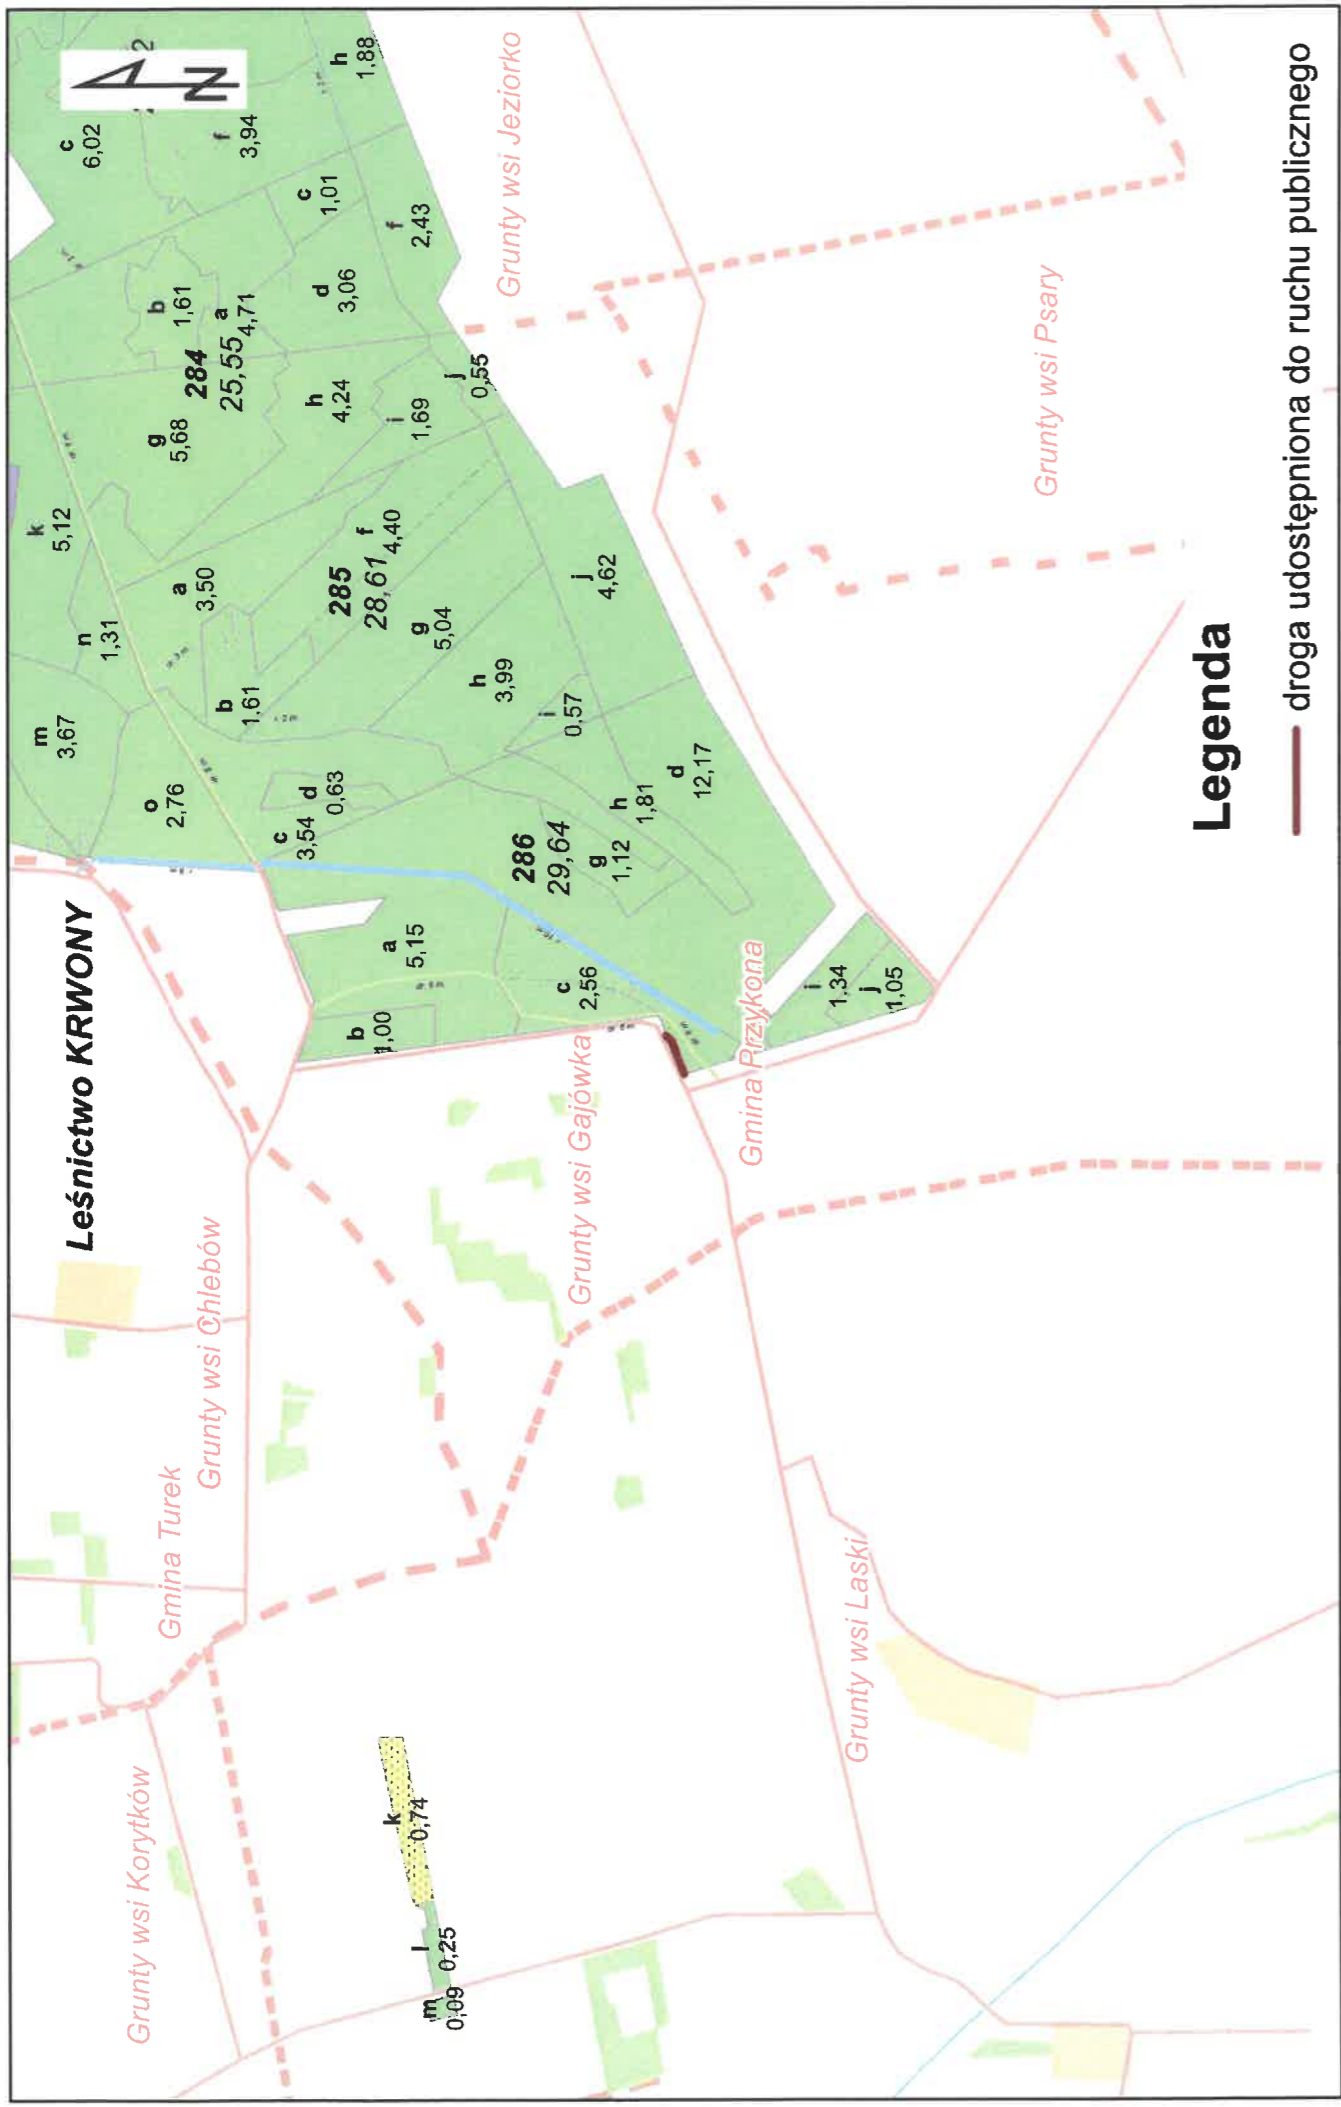 Leśnictwo KRWONY
Gmina Turek
Grunty wsi Korytków
Grunty wsi Chlebów
Grunty wsi Gajówka
Grunty wsi Laski
Gmina Przykona
Grunty wsi Jeziorko
Grunty wsi Psary
N
m
3,67
n
1,31
k
5,12
c
6,02
2
o
2,76
a
3,50
g
5,68
b
1,61
284
25,55
a
4,71
f
3,94
h
1,88
b
1,61
c
3,54
d
0,63
285
28,61
f
4,40
h
4,24
d
3,06
c
1,01
i
1,69
f
2,43
j
0,55
g
5,04
h
3,99
i
0,57
j
4,62
a
5,15
b
1,00
c
2,56
286
29,64
g
1,12
h
1,81
d
12,17
i
1,34
j
1,05
k
0,74
l
0,25
m
0,09
Legenda
droga udostępniona do ruchu publicznego